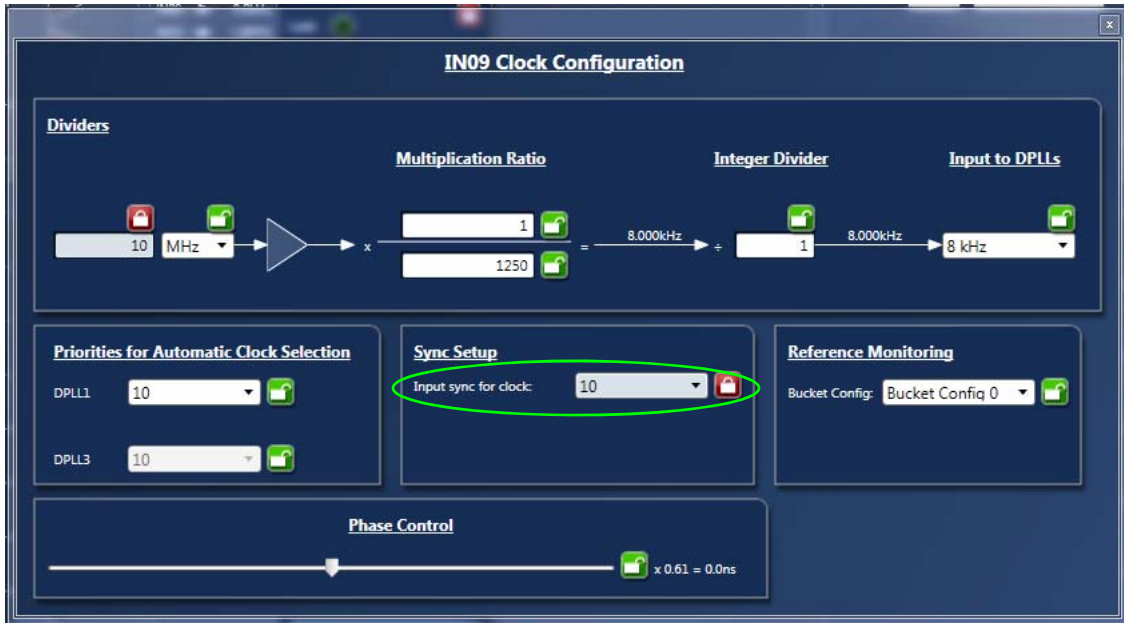 x
IN09 Clock Configuration
Dividers
Multiplication Ratio
Integer Divider
Input to DPLLs
10 MHz x 1 = 8.000kHz ÷ 1 8.000kHz 8 kHz
1250
Priorities for Automatic Clock Selection
DPLL1 10
DPLL3 10
Sync Setup
Input sync for clock: 10
Reference Monitoring
Bucket Config: Bucket Config 0
Phase Control
x 0.61 = 0.0ns